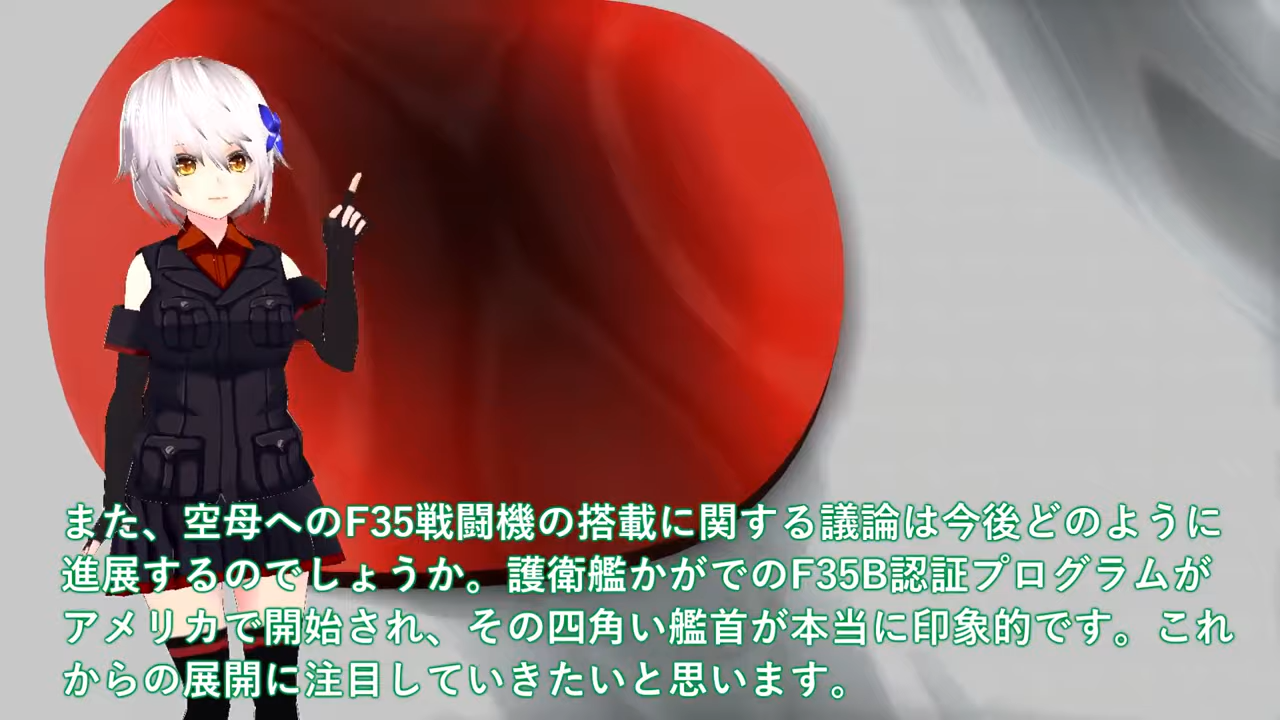 また、空母へのF35戦闘機の搭載に関する議論は今後どのように
進展するのでしょうか。護衛艦かがでのF35B認証プログラムが
アメリカで開始され、その四角い艦首が本当に印象的です。これ
からの展開に注目していきたいと思います。